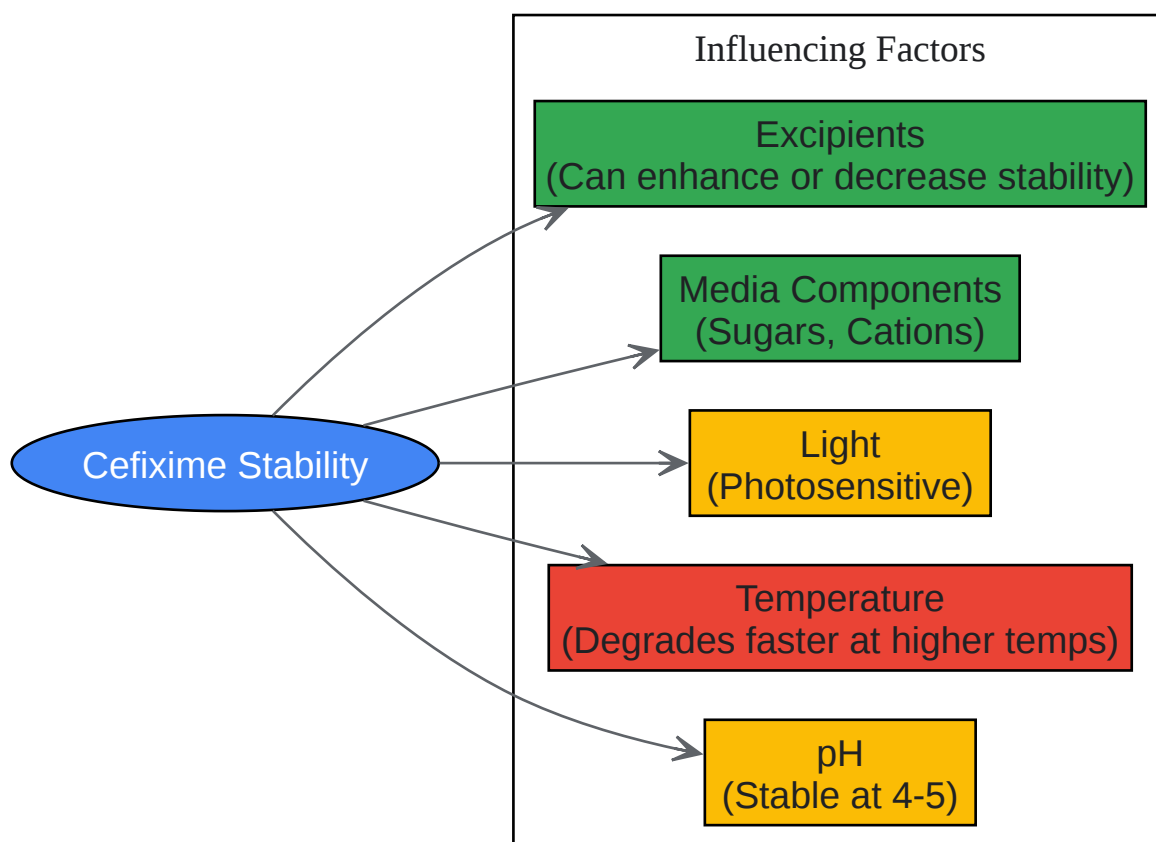 Influencing Factors
Excipients
(Can enhance or decrease stability)
Media Components
(Sugars, Cations)
Cefixime Stability
Light
(Photosensitive)
Temperature
(Degrades faster at higher temps)
pH
(Stable at 4-5)